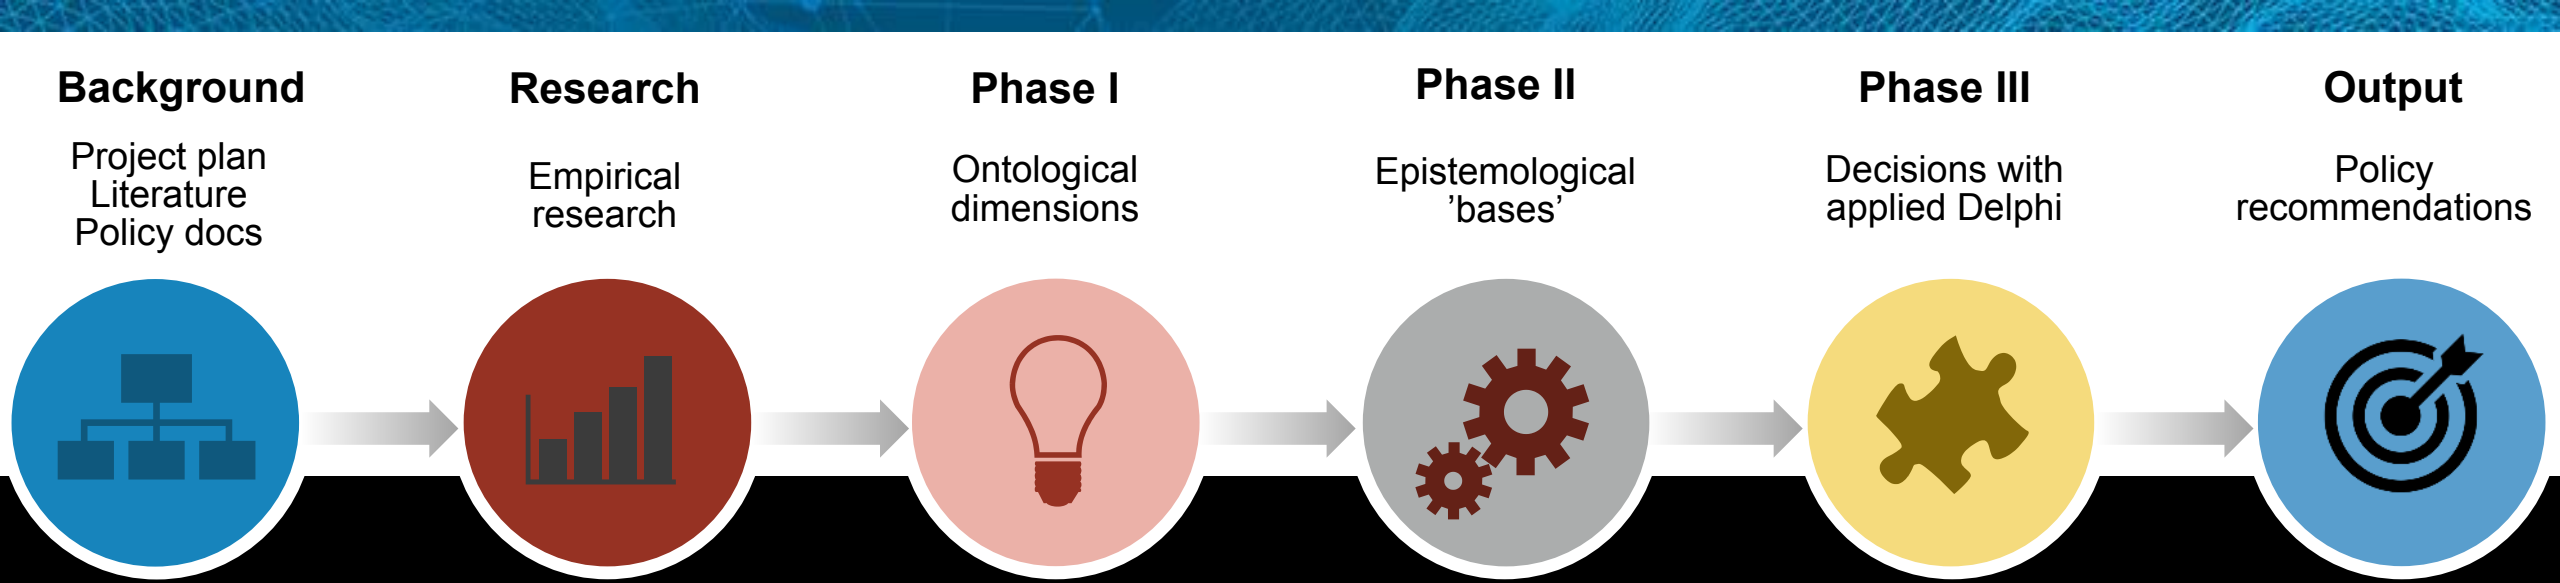 Background
Project plan
Literature
Policy docs
Research
Empirical
research
Phase I
Ontological
dimensions
Phase II
Epistemological
’bases’
Phase III
Decisions with
applied Delphi
Output
Policy
recommendations